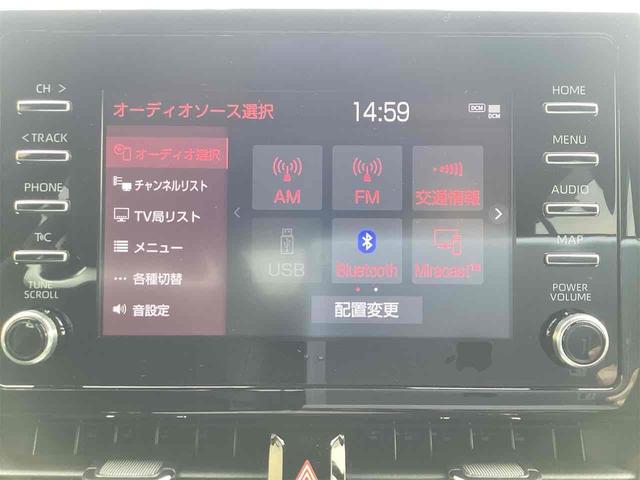 CH >
< TRACK
PHONE
T.C
TUNE
SCROLL
オーディオソース選択
14:59
DCM
DCM
オーディオ選択
チャンネルリスト
TV局リスト
メニュー
各種切替
音設定
AM
FM
交通情報
USB
Bluetooth
Miracast™
配置変更
HOME
MENU
AUDIO
MAP
POWER
VOLUME